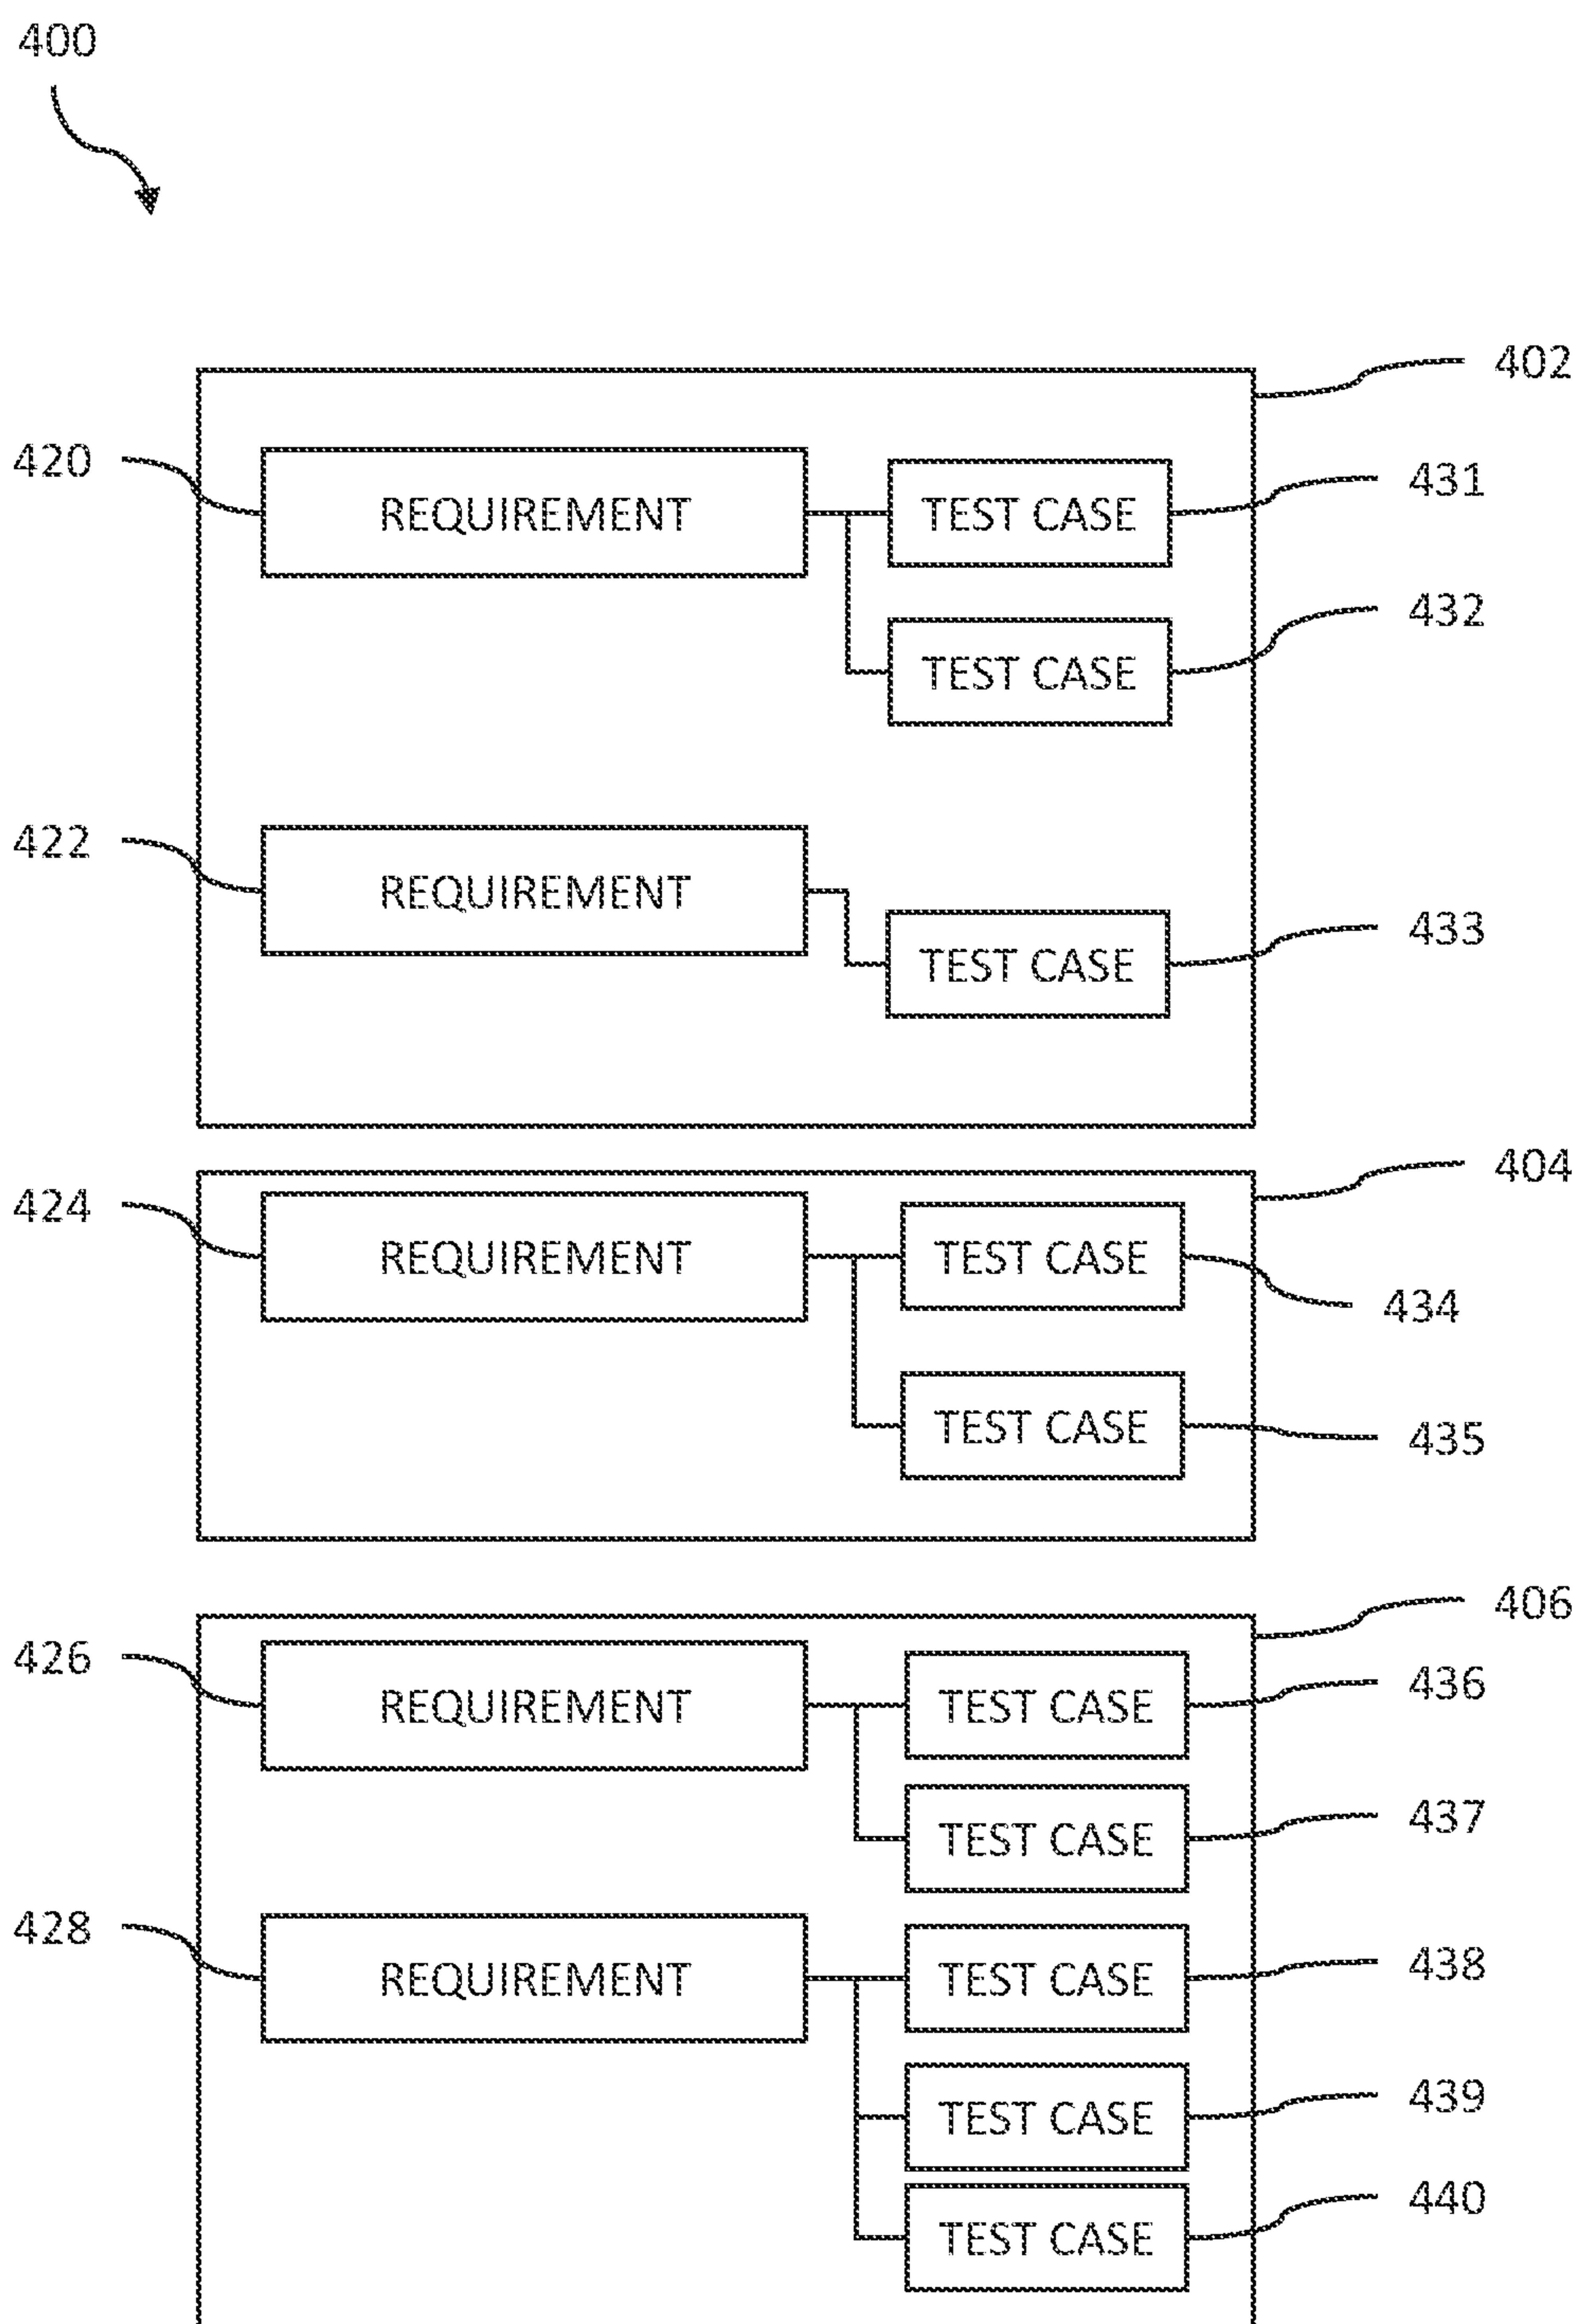 400
402
420
REQUIREMENT
TEST CASE
431
TEST CASE
432
422
REQUIREMENT
TEST CASE
433
404
424
REQUIREMENT
TEST CASE
434
TEST CASE
435
406
426
REQUIREMENT
TEST CASE
436
TEST CASE
437
428
REQUIREMENT
TEST CASE
438
TEST CASE
439
TEST CASE
440